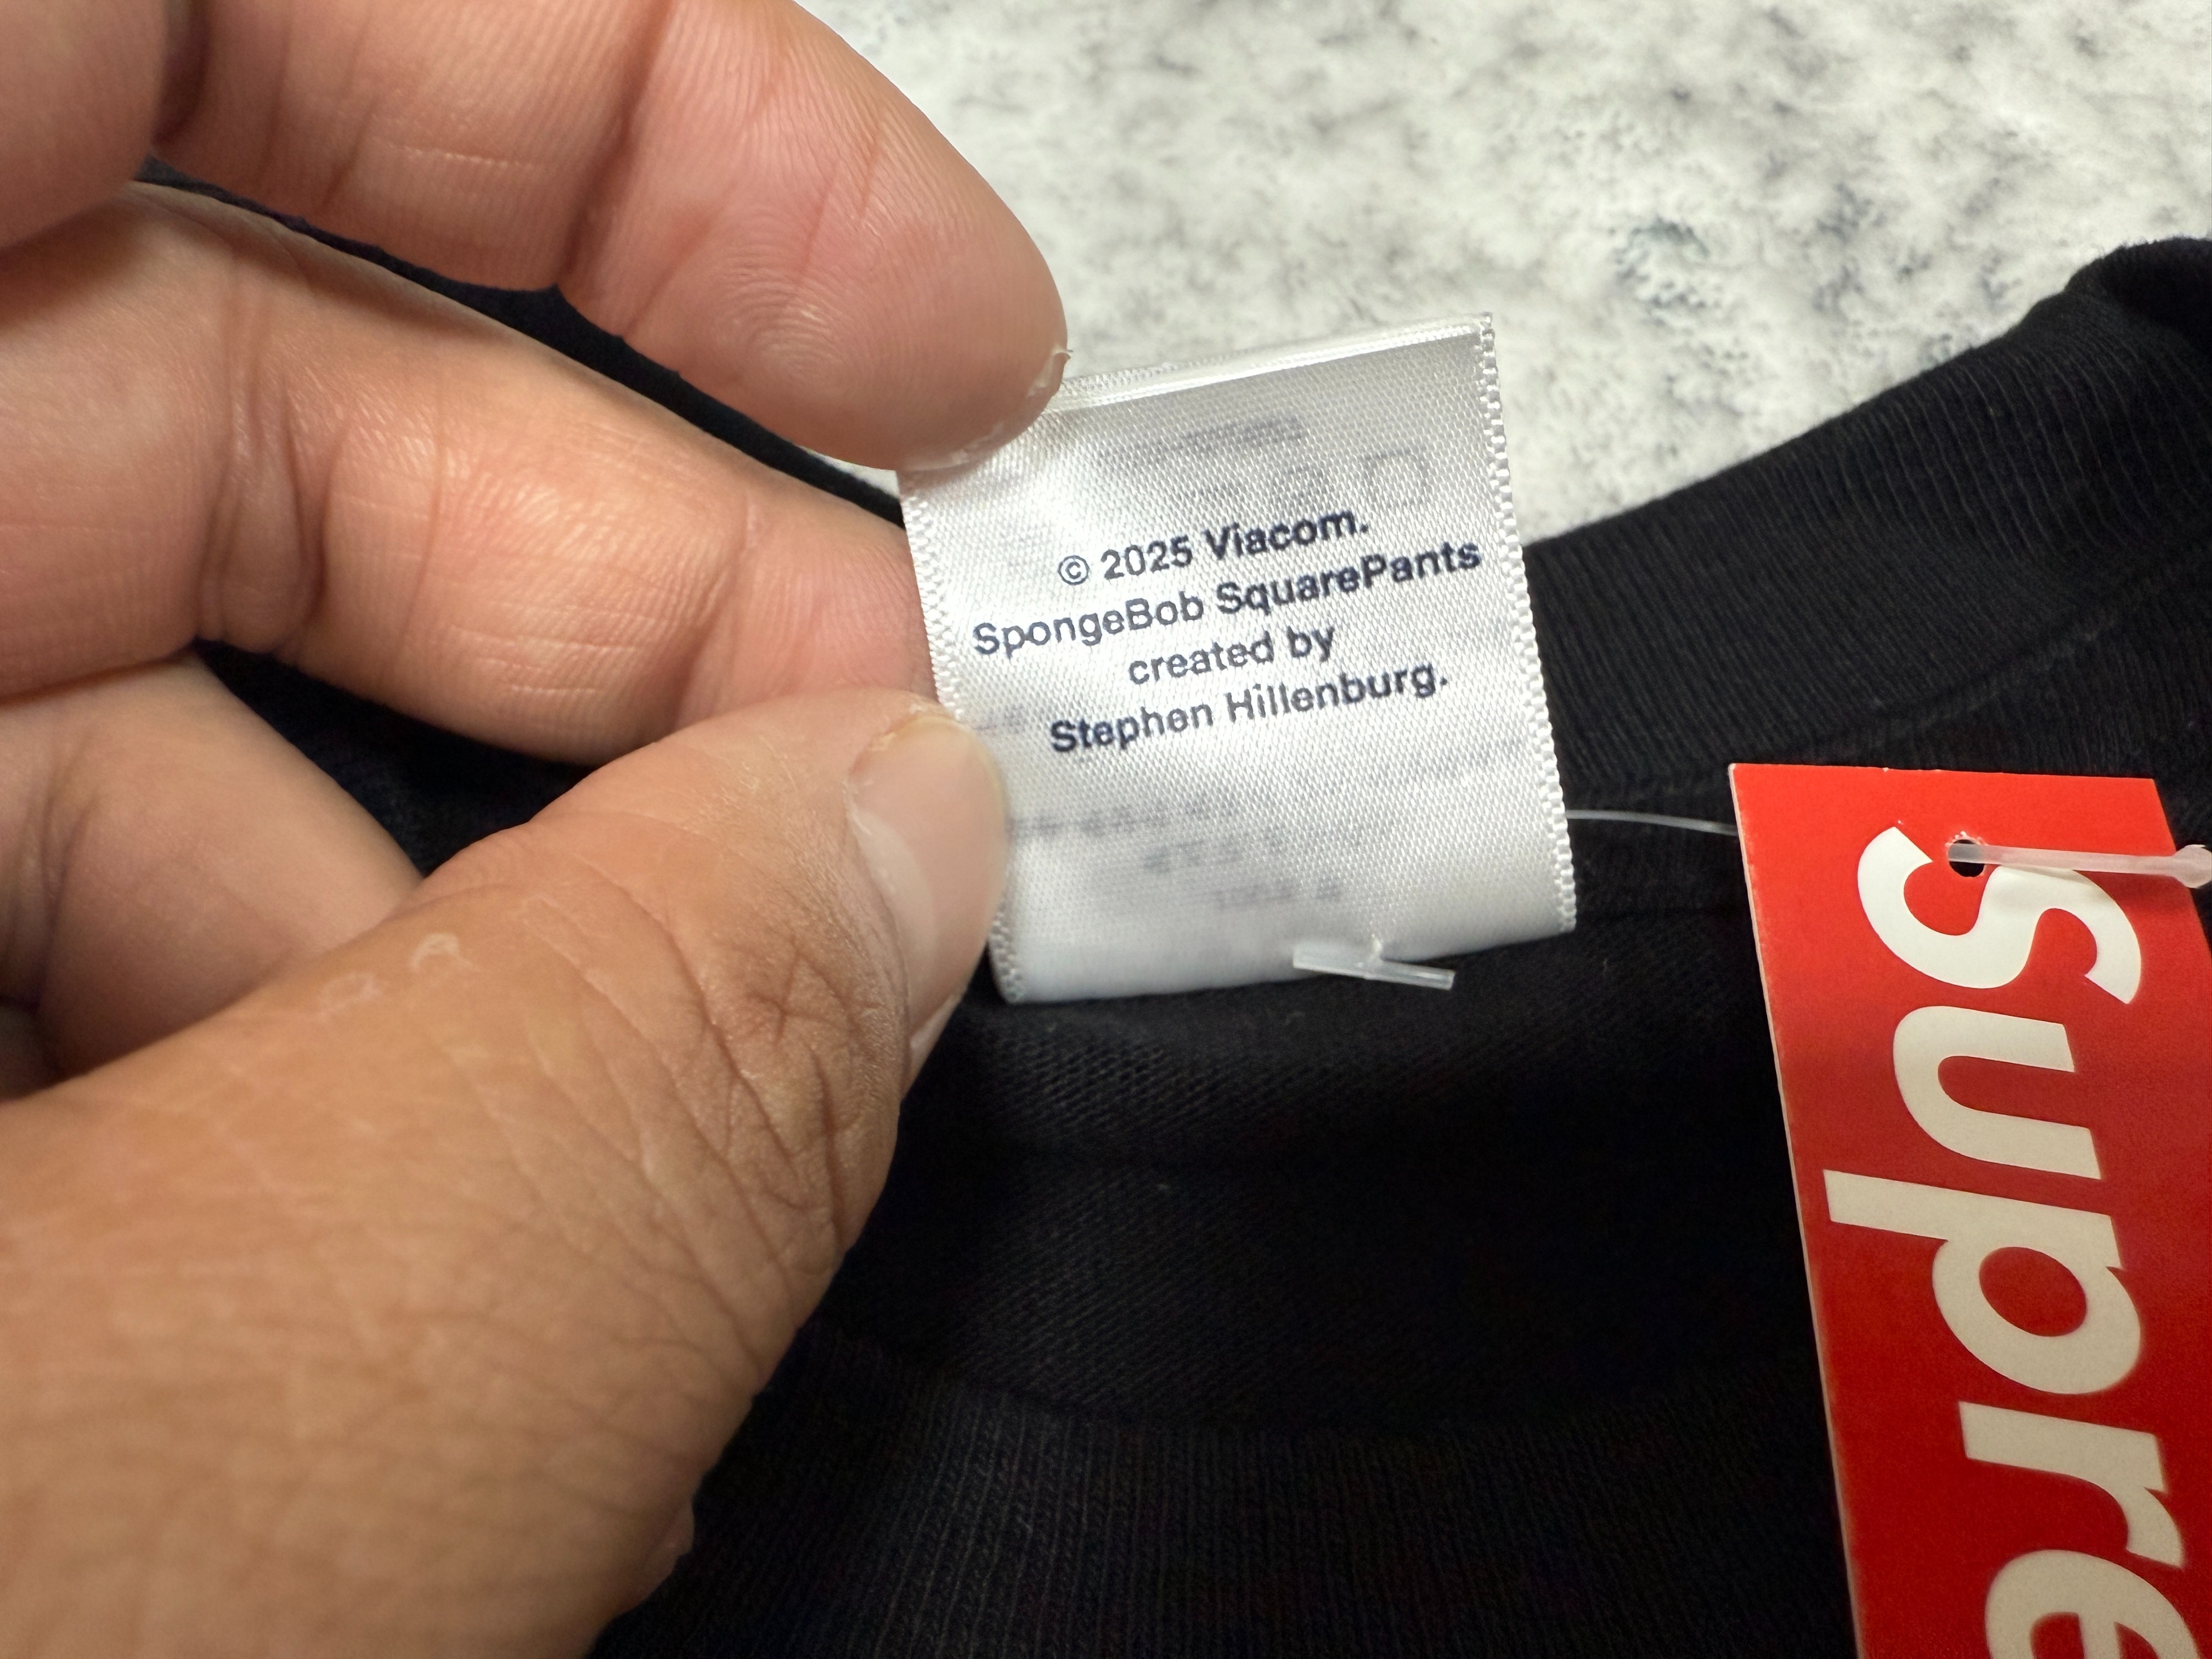 © 2025 Viacom.
SpongeBob SquarePants
created by
Stephen Hillenburg.
Supre